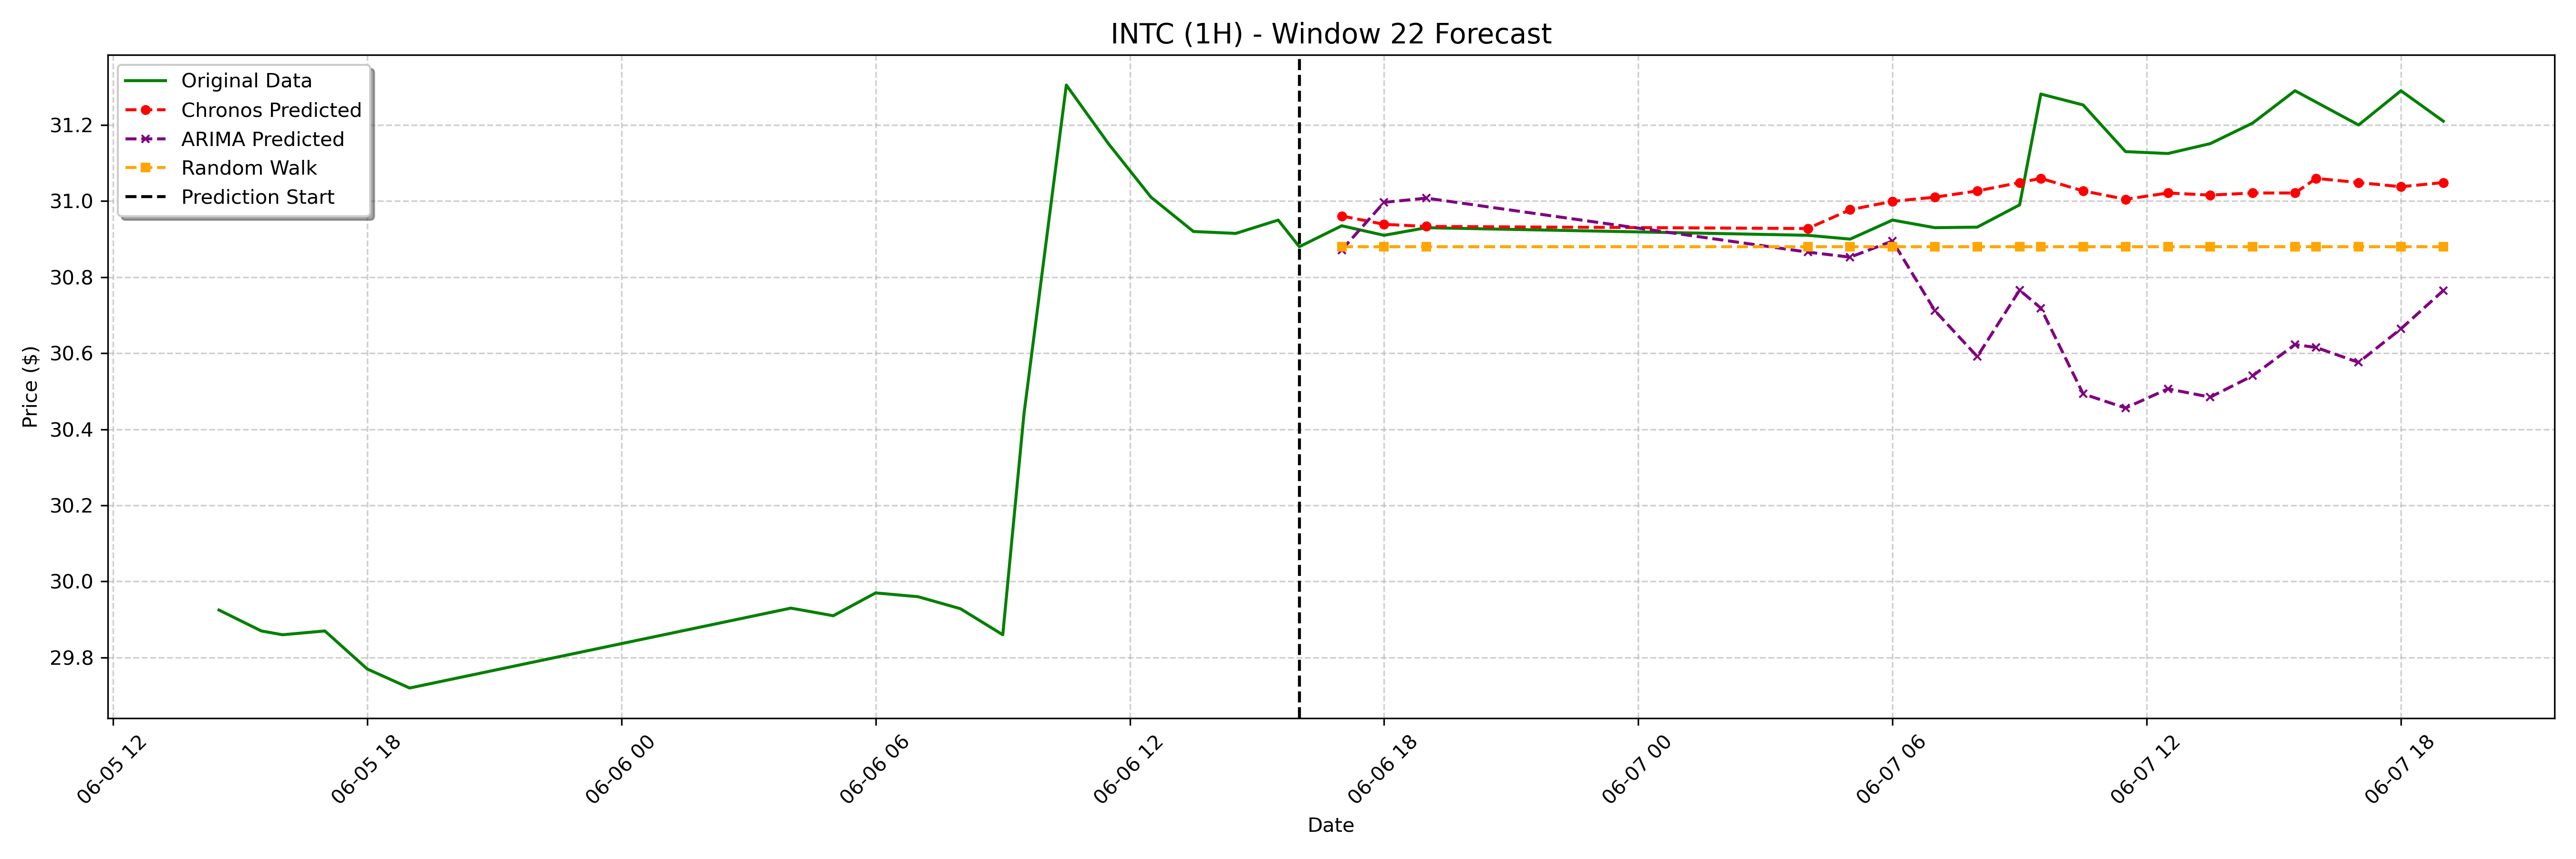 INTC (1H) - Window 22 Forecast
Original Data
Chronos Predicted
ARIMA Predicted
Random Walk
Prediction Start
Price ($)
31.2
31.0
30.8
30.6
30.4
30.2
30.0
29.8
06-05 12
06-05 18
06-06 00
06-06 06
06-06 12
06-06 18
06-07 00
06-07 06
06-07 12
06-07 18
Date